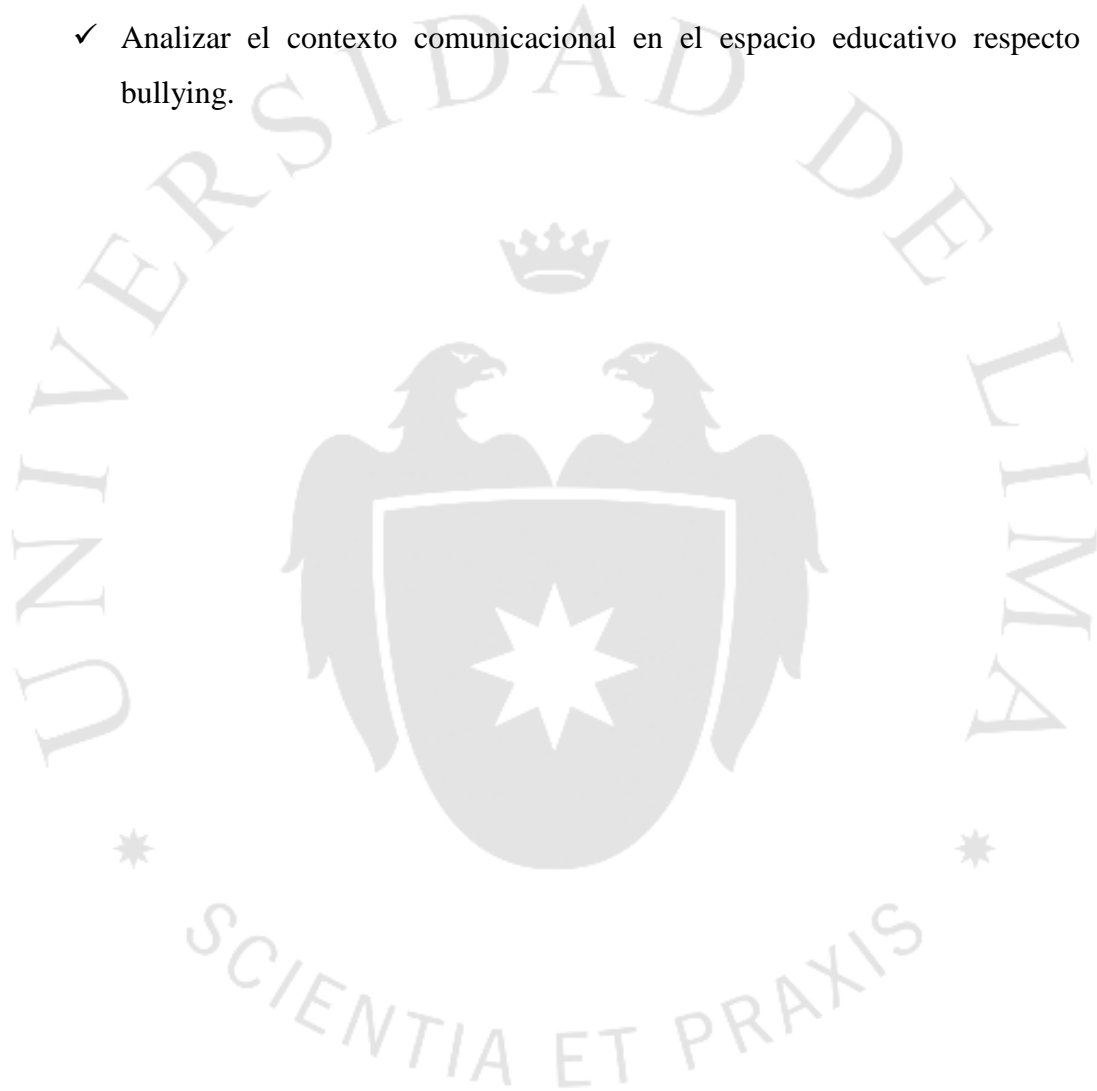 ✓ Analizar el contexto comunicacional en el espacio educativo respecto
bullying.
UNIVERSIDAD DE LIMA
SCIENTIA ET PRAXIS